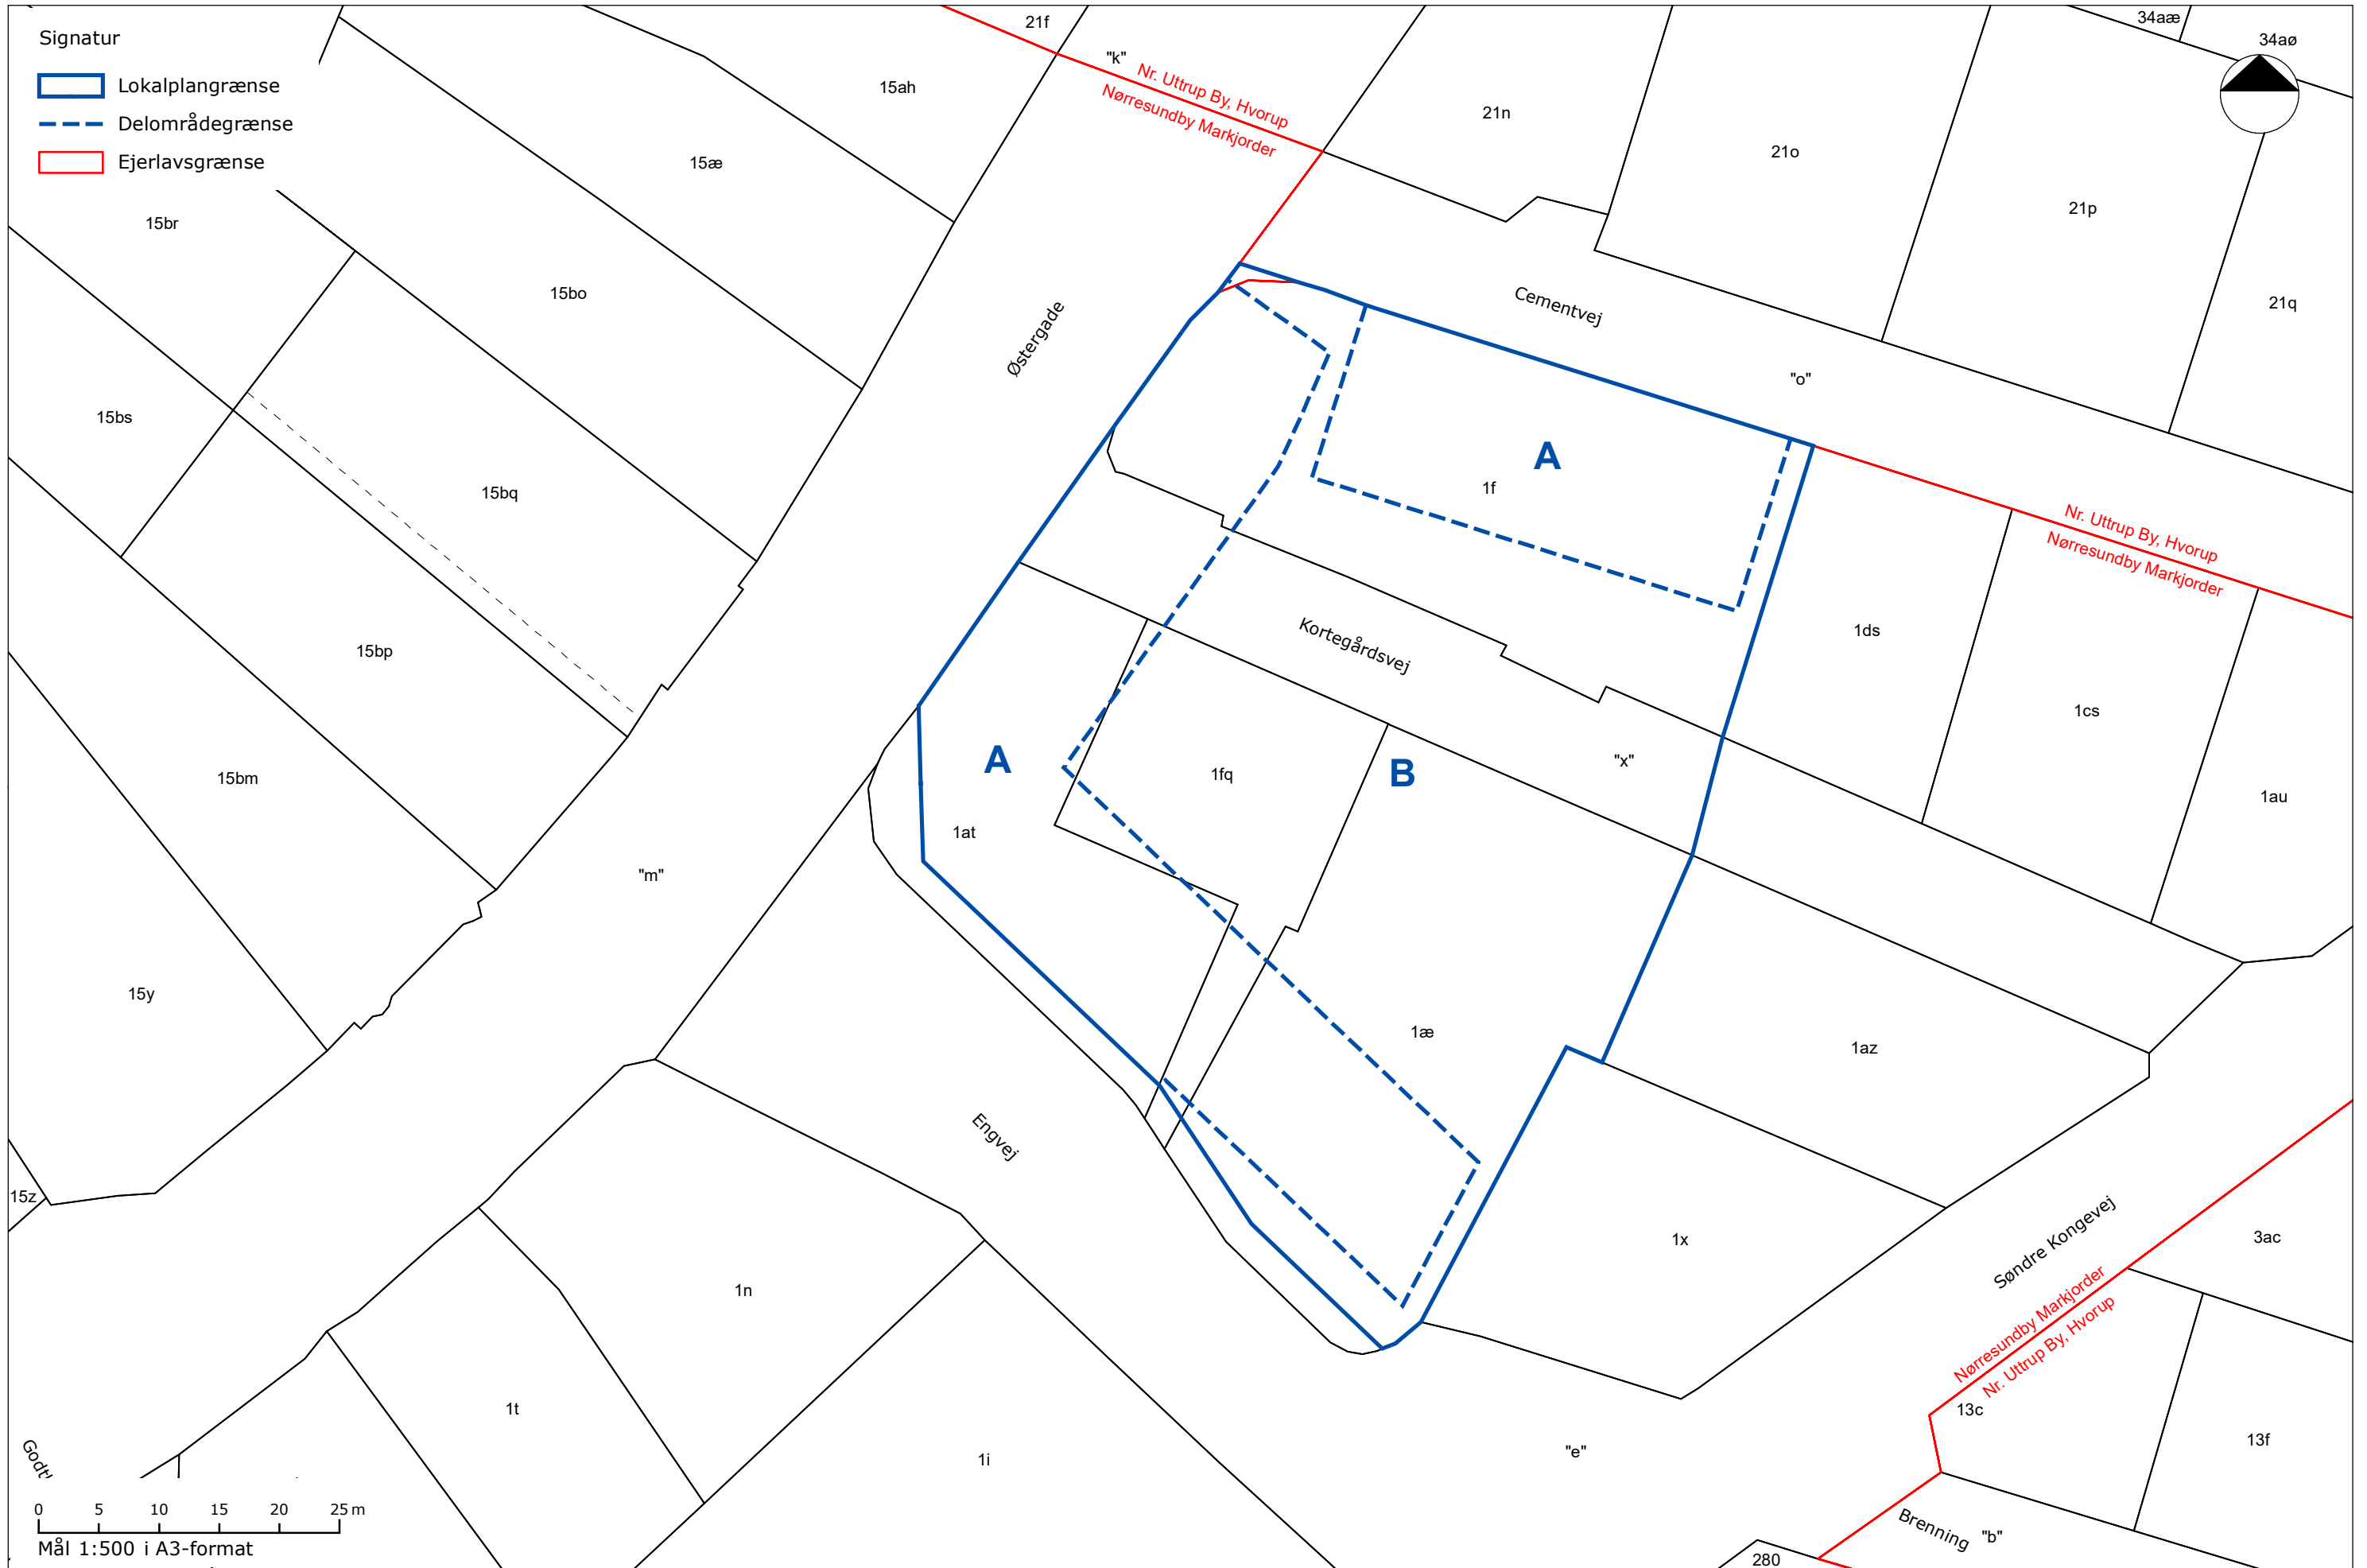 Signatur
Lokalplangrænse
Delområdegrænse
Ejerlavsgrænse
21f
"k"
Nr. Uttrup By, Hvorup
Nørresundby Markjorder
34aæ
34aø
15ah
21n
15æ
21o
21p
15br
15bo
21q
Cementvej
Østergade
"o"
15bs
A
1f
15bq
Nr. Uttrup By, Hvorup
Nørresundby Markjorder
Kortegårdsvej
1ds
15bp
1cs
A
1fq
B
"x"
15bm
1au
1at
"m"
15y
1æ
1az
Engvej
15z
Søndre Kongevej
1x
3ac
1n
Nørresundby Markjorder
Nr. Uttrup By, Hvorup
1t
13c
13f
"e"
1i
0 5 10 15 20 25 m
Mål 1:500 i A3-format
Brenning "b"
280